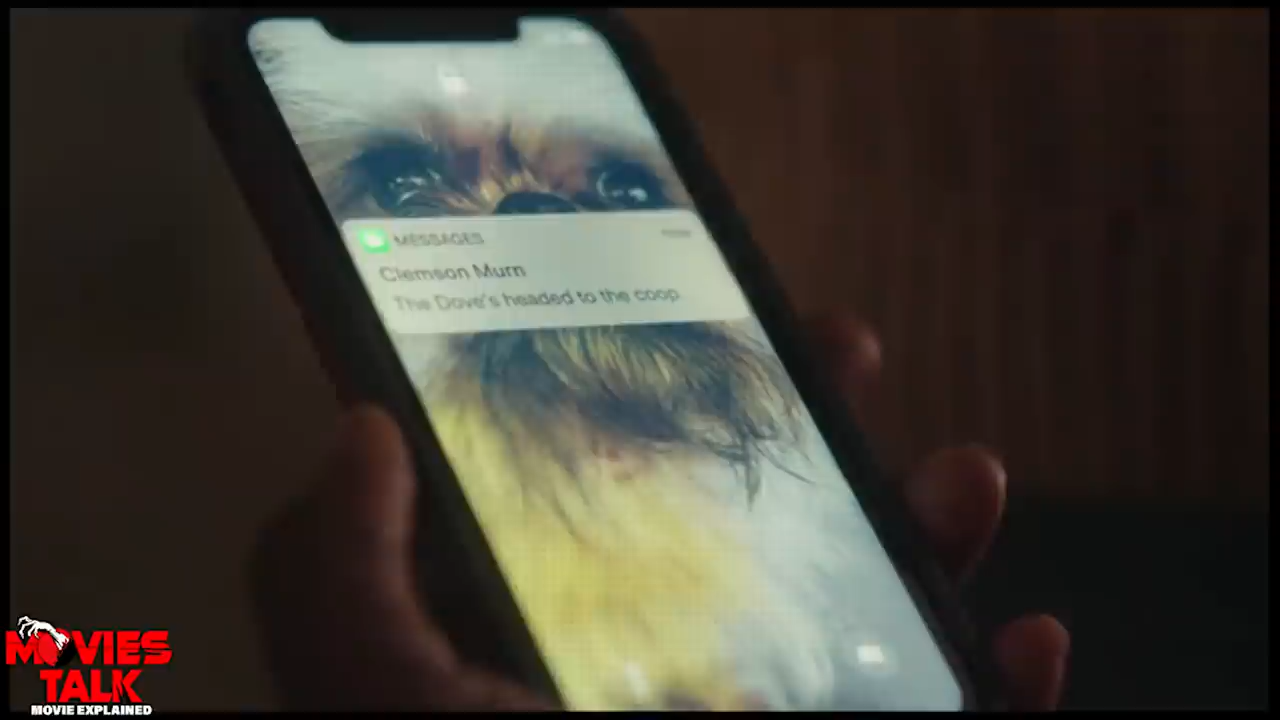 MESSAGES
Clemson Murn
The Dove's headed to the coop
MOVIES
TALK
MOVIE EXPLAINED